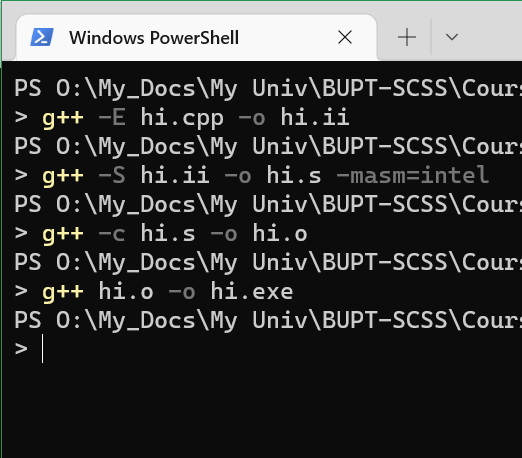 Windows PowerShell
PS O:\My_Docs\My Univ\BUPT-SCSS\Cours
> g++ -E hi.cpp -o hi.ii
PS O:\My_Docs\My Univ\BUPT-SCSS\Cours
> g++ -S hi.ii -o hi.s -masm=intel
PS O:\My_Docs\My Univ\BUPT-SCSS\Cours
> g++ -c hi.s -o hi.o
PS O:\My_Docs\My Univ\BUPT-SCSS\Cours
> g++ hi.o -o hi.exe
PS O:\My_Docs\My Univ\BUPT-SCSS\Cours
>